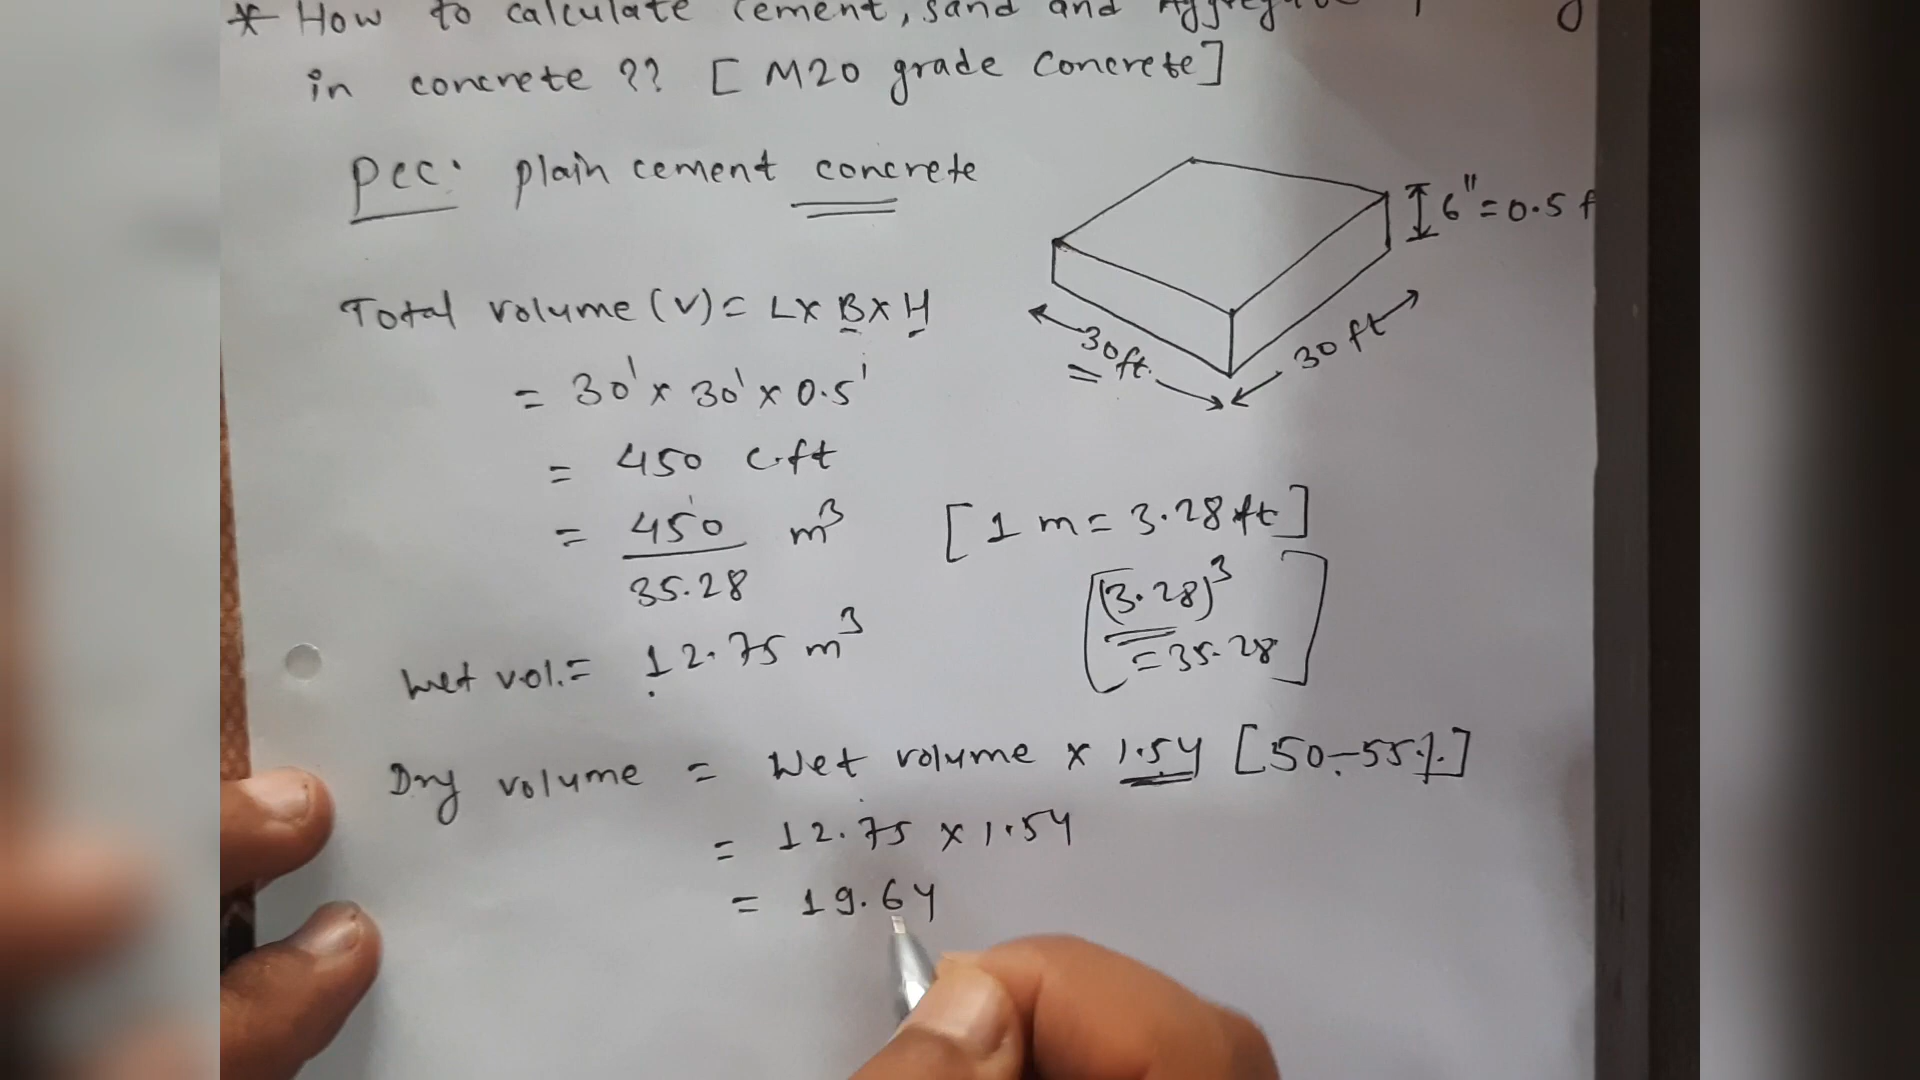 * How to calculate cement, sand and Aggregate
in concrete ?? [ M20 grade Concrete]
PCC. plain cement concrete
6" = 0.5 f
Total volume (V) = L x B x H
30ft. 30 ft
= 30' x 30' x 0.5'
= 450 c.ft
= 450 / 35.28 m³ [1 m = 3.28 ft]
[(3.28)³
= 35.28]
Wet vol. = 12.75 m³
Dry volume = Wet volume x 1.54 [50-55%]
= 12.75 x 1.54
= 19.64